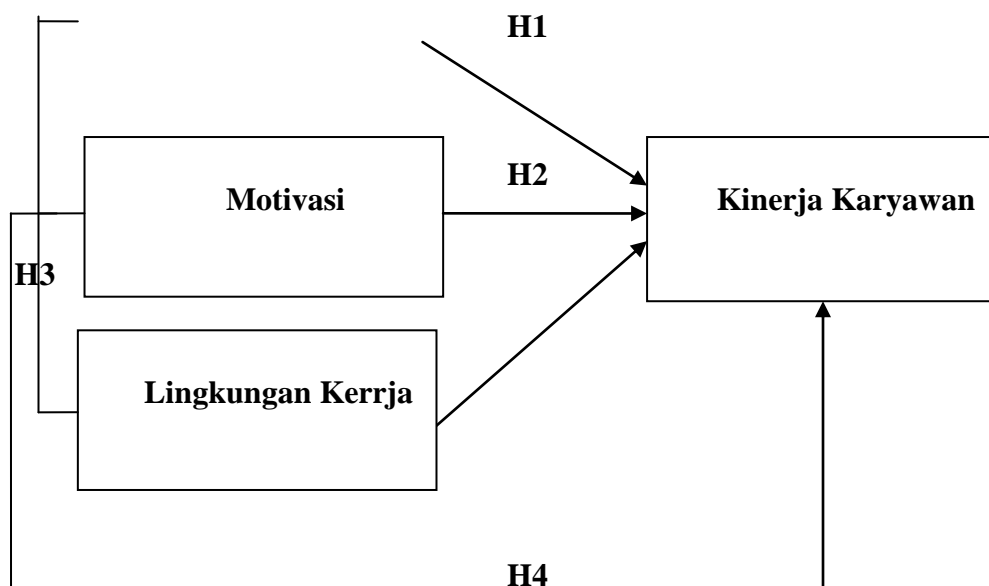 H1
H2
Motivasi
Kinerja Karyawan
H3
Lingkungan Kerrja
H4